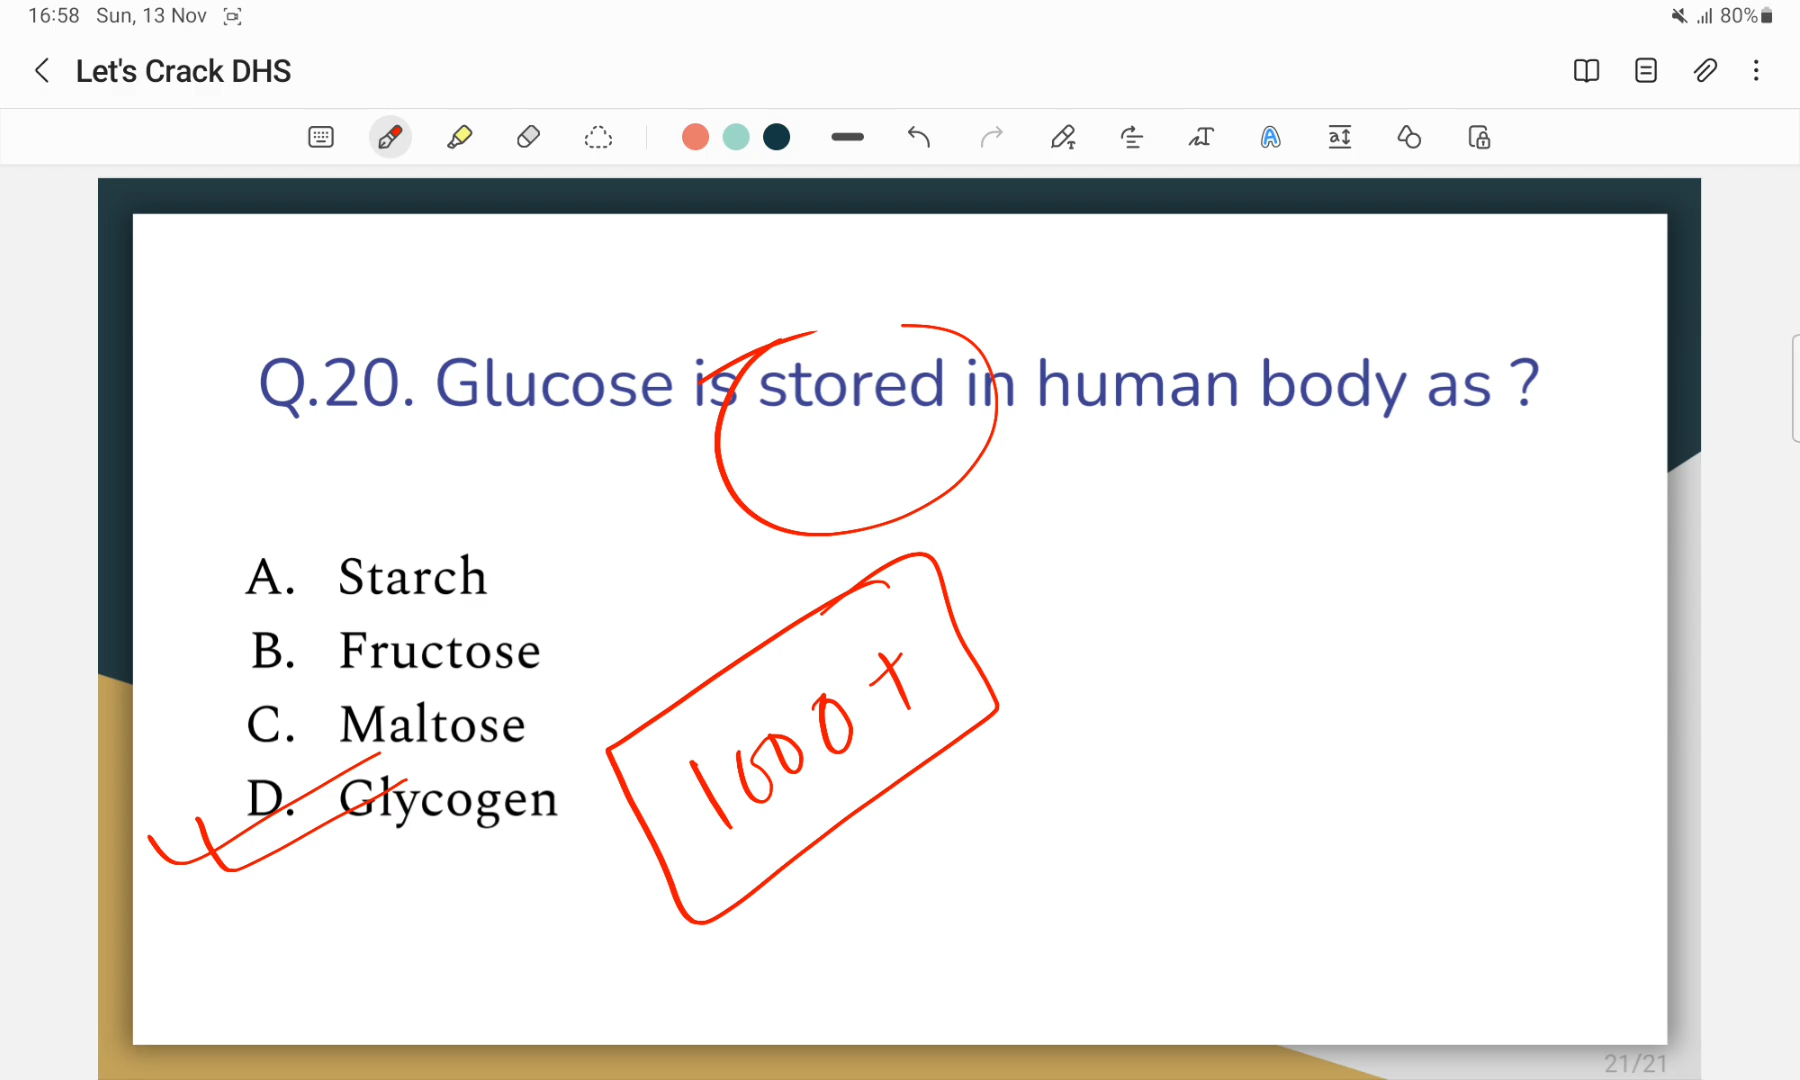 16:58 Sun, 13 Nov 80%
Let's Crack DHS
Q.20. Glucose is stored in human body as ?
A. Starch
B. Fructose
C. Maltose
D. Glycogen
1000+
21/21